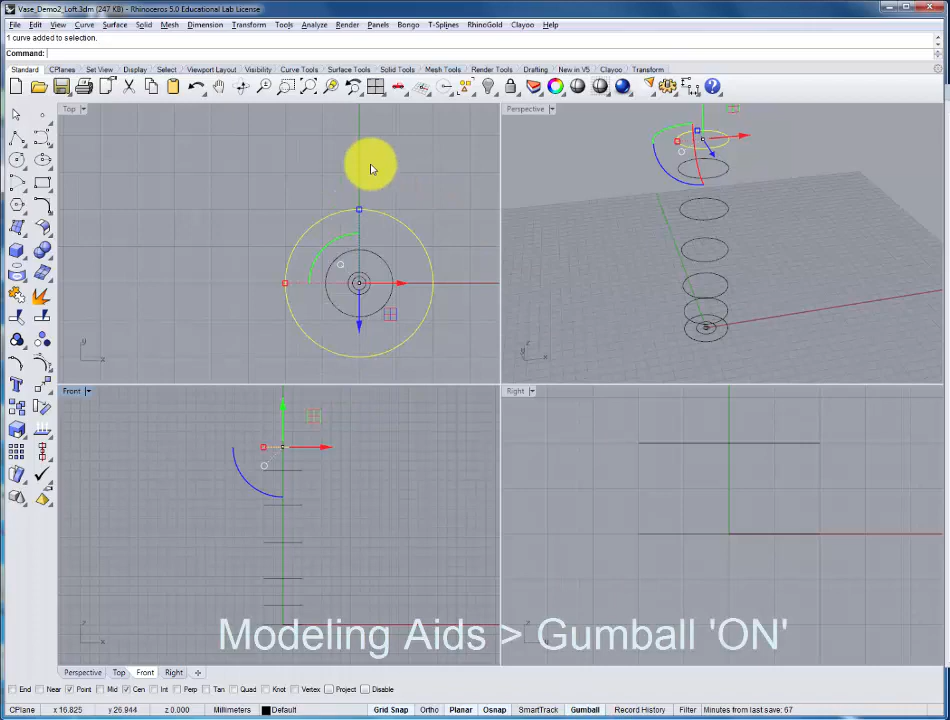 Vase_Demo2_Loft.3dm (247 KB) - Rhinoceros 5.0 Educational Lab License
File Edit View Curve Surface Solid Mesh Dimension Transform Tools Analyze Render Panels Bongo T-Splines RhinoGold Clayoo Help
1 curve added to selection.
Command:
Standard CPlanes Set View Display Select Viewport Layout Visibility Curve Tools Surface Tools Solid Tools Mesh Tools Render Tools Drafting New in V5 Clayoo Transform
Top
Perspective
y
x
z
x
Front
Right
z
x
z
y
Modeling Aids > Gumball 'ON'
Perspective Top Front Right
End Near Point Mid Cen Int Perp Tan Quad Knot Vertex Project Disable
CPlane x 16.825 y 26.944 z 0.000 Millimeters Default Grid Snap Ortho Planar Osnap SmartTrack Gumball Record History Filter Minutes from last save: 67